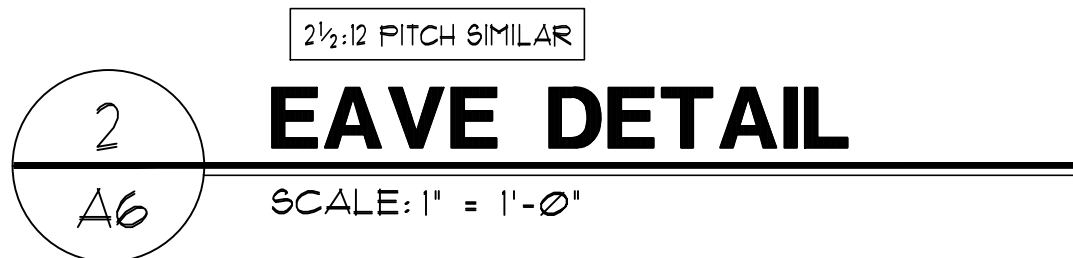 2½:12 PITCH SIMILAR
2
EAVE DETAIL
A6
SCALE: 1" = 1'-0"